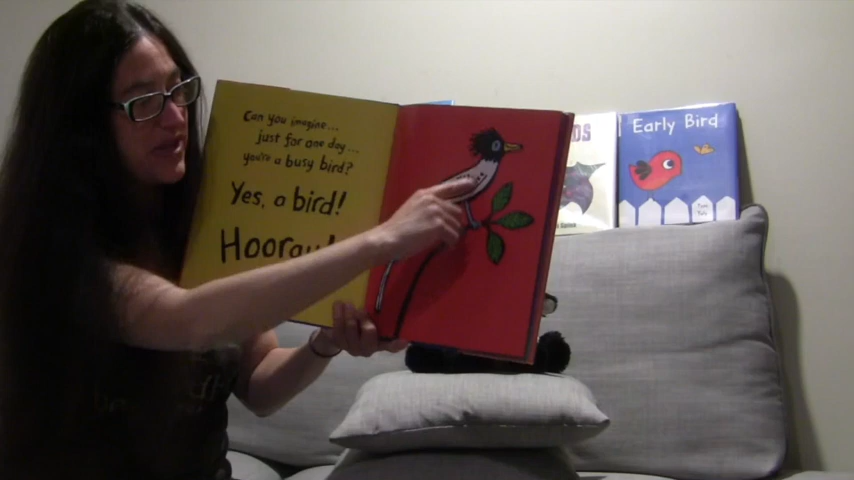 Can you imagine...
just for one day...
you're a busy bird?
Yes, a bird!
Early Bird